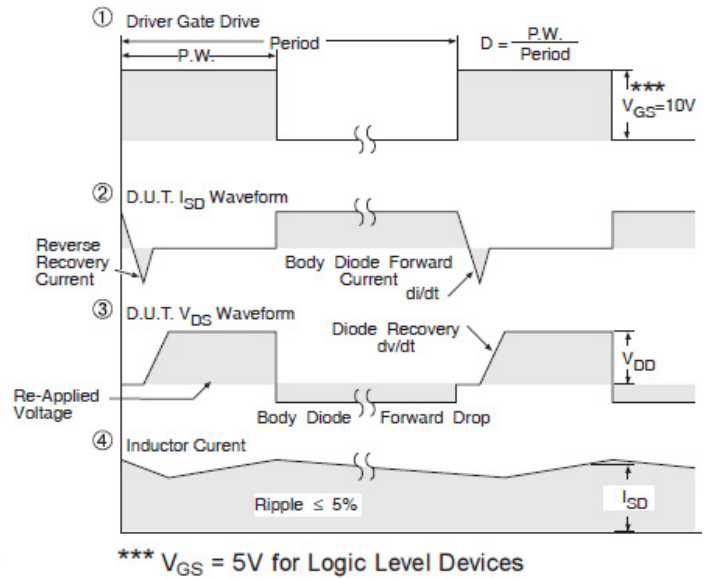 ① Driver Gate Drive
Period
P.W.
D = P.W. / Period
***
VGS=10V
② D.U.T. ISD Waveform
Reverse
Recovery
Current
Body Diode Forward
Current
di/dt
③ D.U.T. VDS Waveform
Diode Recovery
dv/dt
VDD
Re-Applied
Voltage
Body Diode Forward Drop
④ Inductor Curent
Ripple ≤ 5%
ISD
*** VGS = 5V for Logic Level Devices